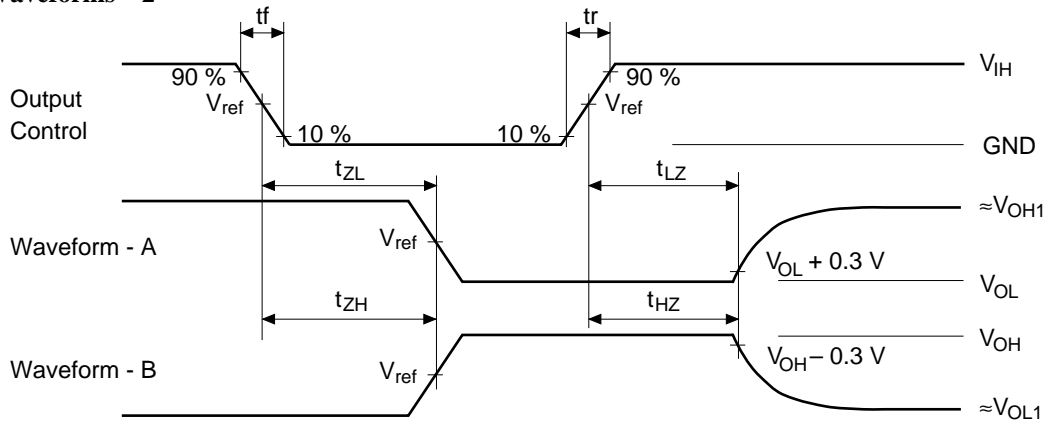 Waveforms – 2
tf
tr
90 %
90 %
VIH
Vref
Vref
Output
Control
10 %
10 %
GND
tZL
tLZ
≈VOH1
Waveform - A
Vref
VOL + 0.3 V
VOL
tZH
tHZ
VOH
VOH – 0.3 V
Waveform - B
Vref
≈VOL1